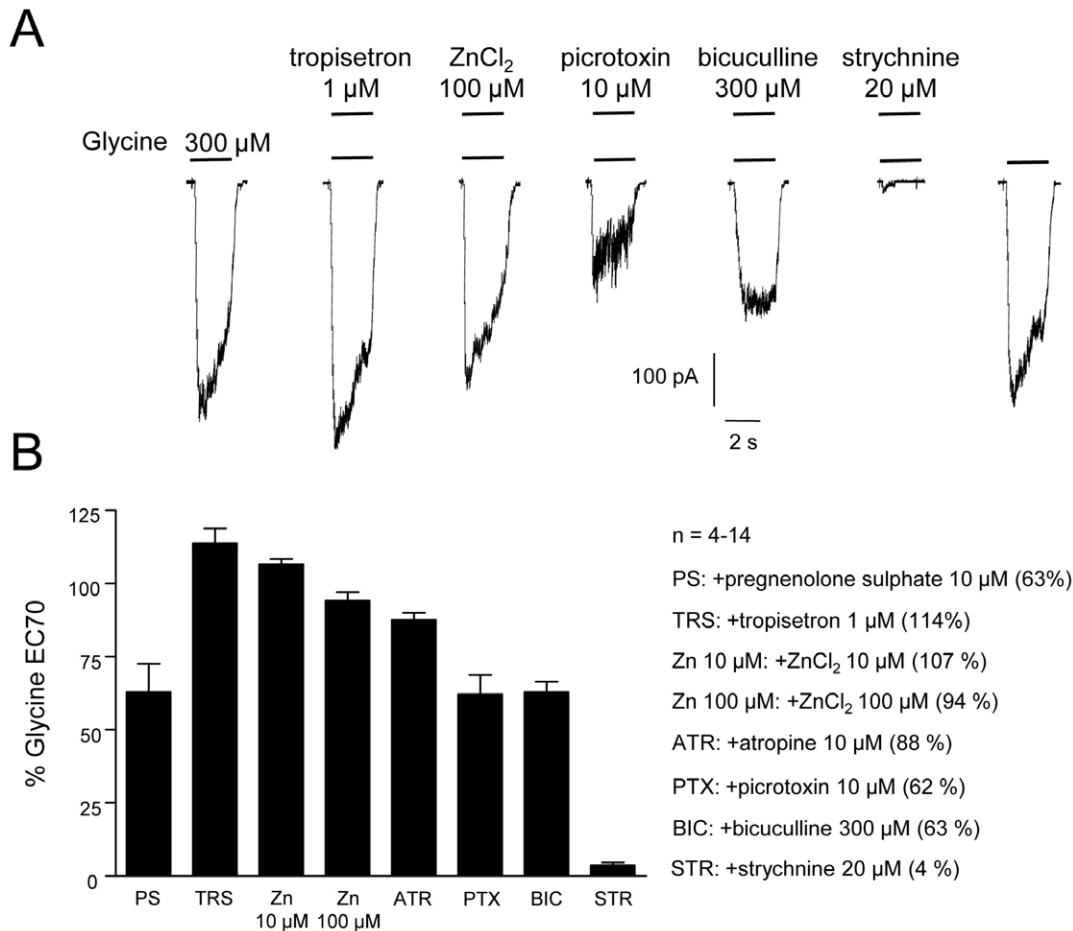 A
tropisetron ZnCl₂ picrotoxin bicuculline strychnine
1 µM 100 µM 10 µM 300 µM 20 µM
Glycine 300 µM
100 pA
2 s
B
% Glycine EC70
125
100
75
50
25
0
PS TRS Zn Zn ATR PTX BIC STR
10 µM 100 µM
n = 4-14
PS: +pregnenolone sulphate 10 µM (63%)
TRS: +tropisetron 1 µM (114%)
Zn 10 µM: +ZnCl₂ 10 µM (107 %)
Zn 100 µM: +ZnCl₂ 100 µM (94 %)
ATR: +atropine 10 µM (88 %)
PTX: +picrotoxin 10 µM (62 %)
BIC: +bicuculline 300 µM (63 %)
STR: +strychnine 20 µM (4 %)